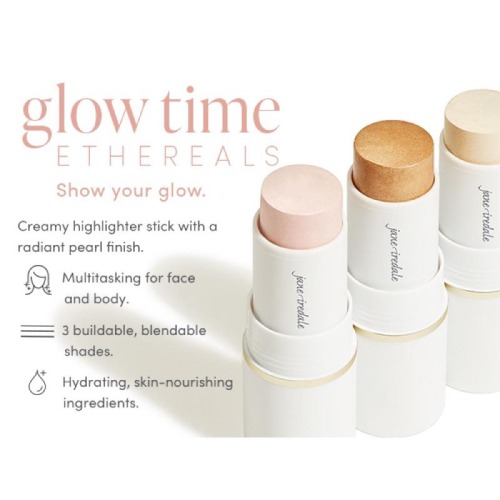 glow time
ETHEREALS
Show your glow.
Creamy highlighter stick with a
radiant pearl finish.
Multitasking for face
and body.
3 buildable, blendable
shades.
Hydrating, skin-nourishing
ingredients.
jane iredale
jane iredale
jane iredale